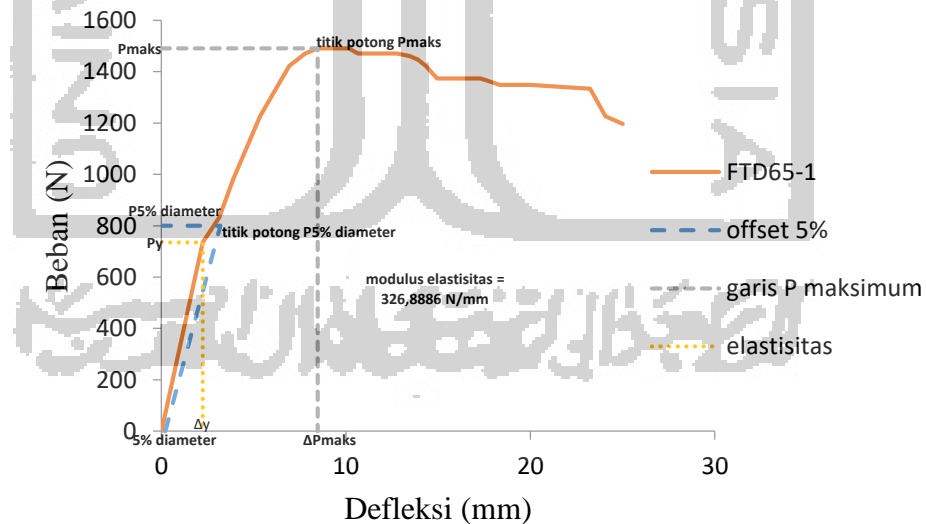 1600
Pmaks
titik potong Pmaks
1400
1200
1000
FTD65-1
P5% diameter
800
titik potong P5% diameter
offset 5%
Py
Beban (N)
600
modulus elastisitas =
326,8886 N/mm
garis P maksimum
400
elastisitas
200
0
Δy
5% diameter
ΔPmaks
0
10
20
30
Defleksi (mm)
SIA